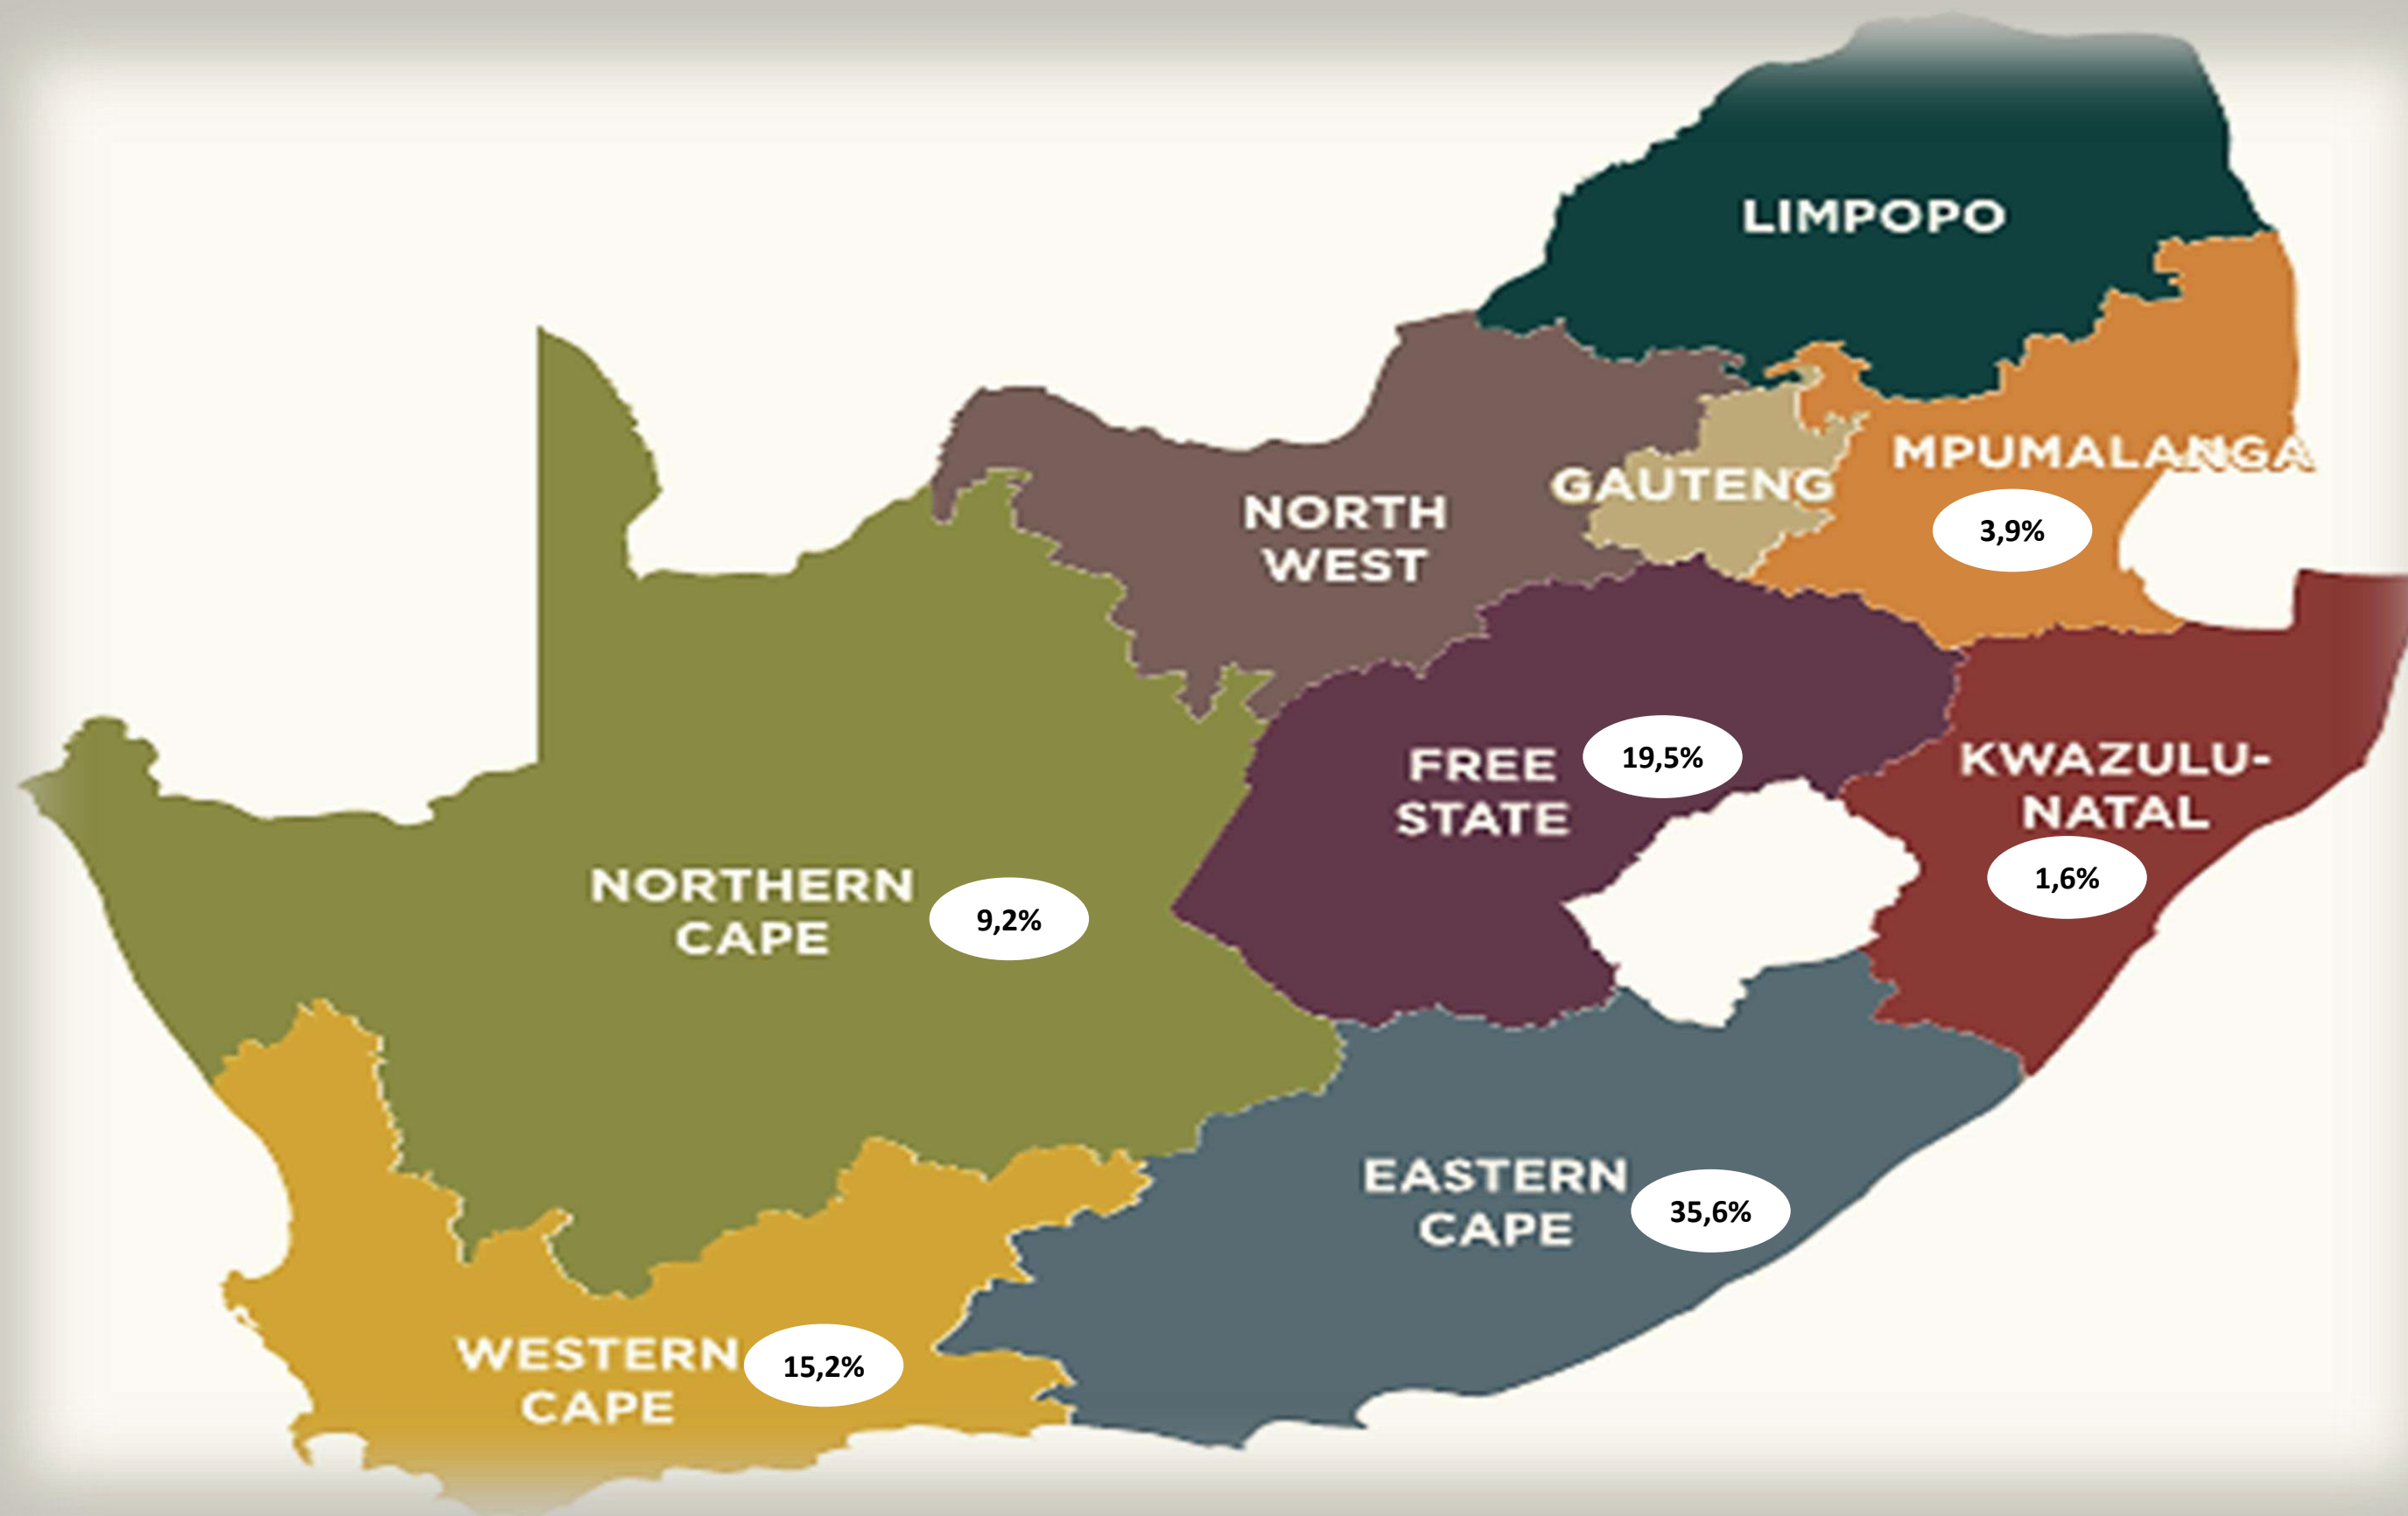 LIMPOPO
MPUMALANGA
3,9%
GAUTENG
NORTH
WEST
FREE
STATE
19,5%
KWAZULU-
NATAL
1,6%
NORTHERN
CAPE
9,2%
EASTERN
CAPE
35,6%
WESTERN
CAPE
15,2%